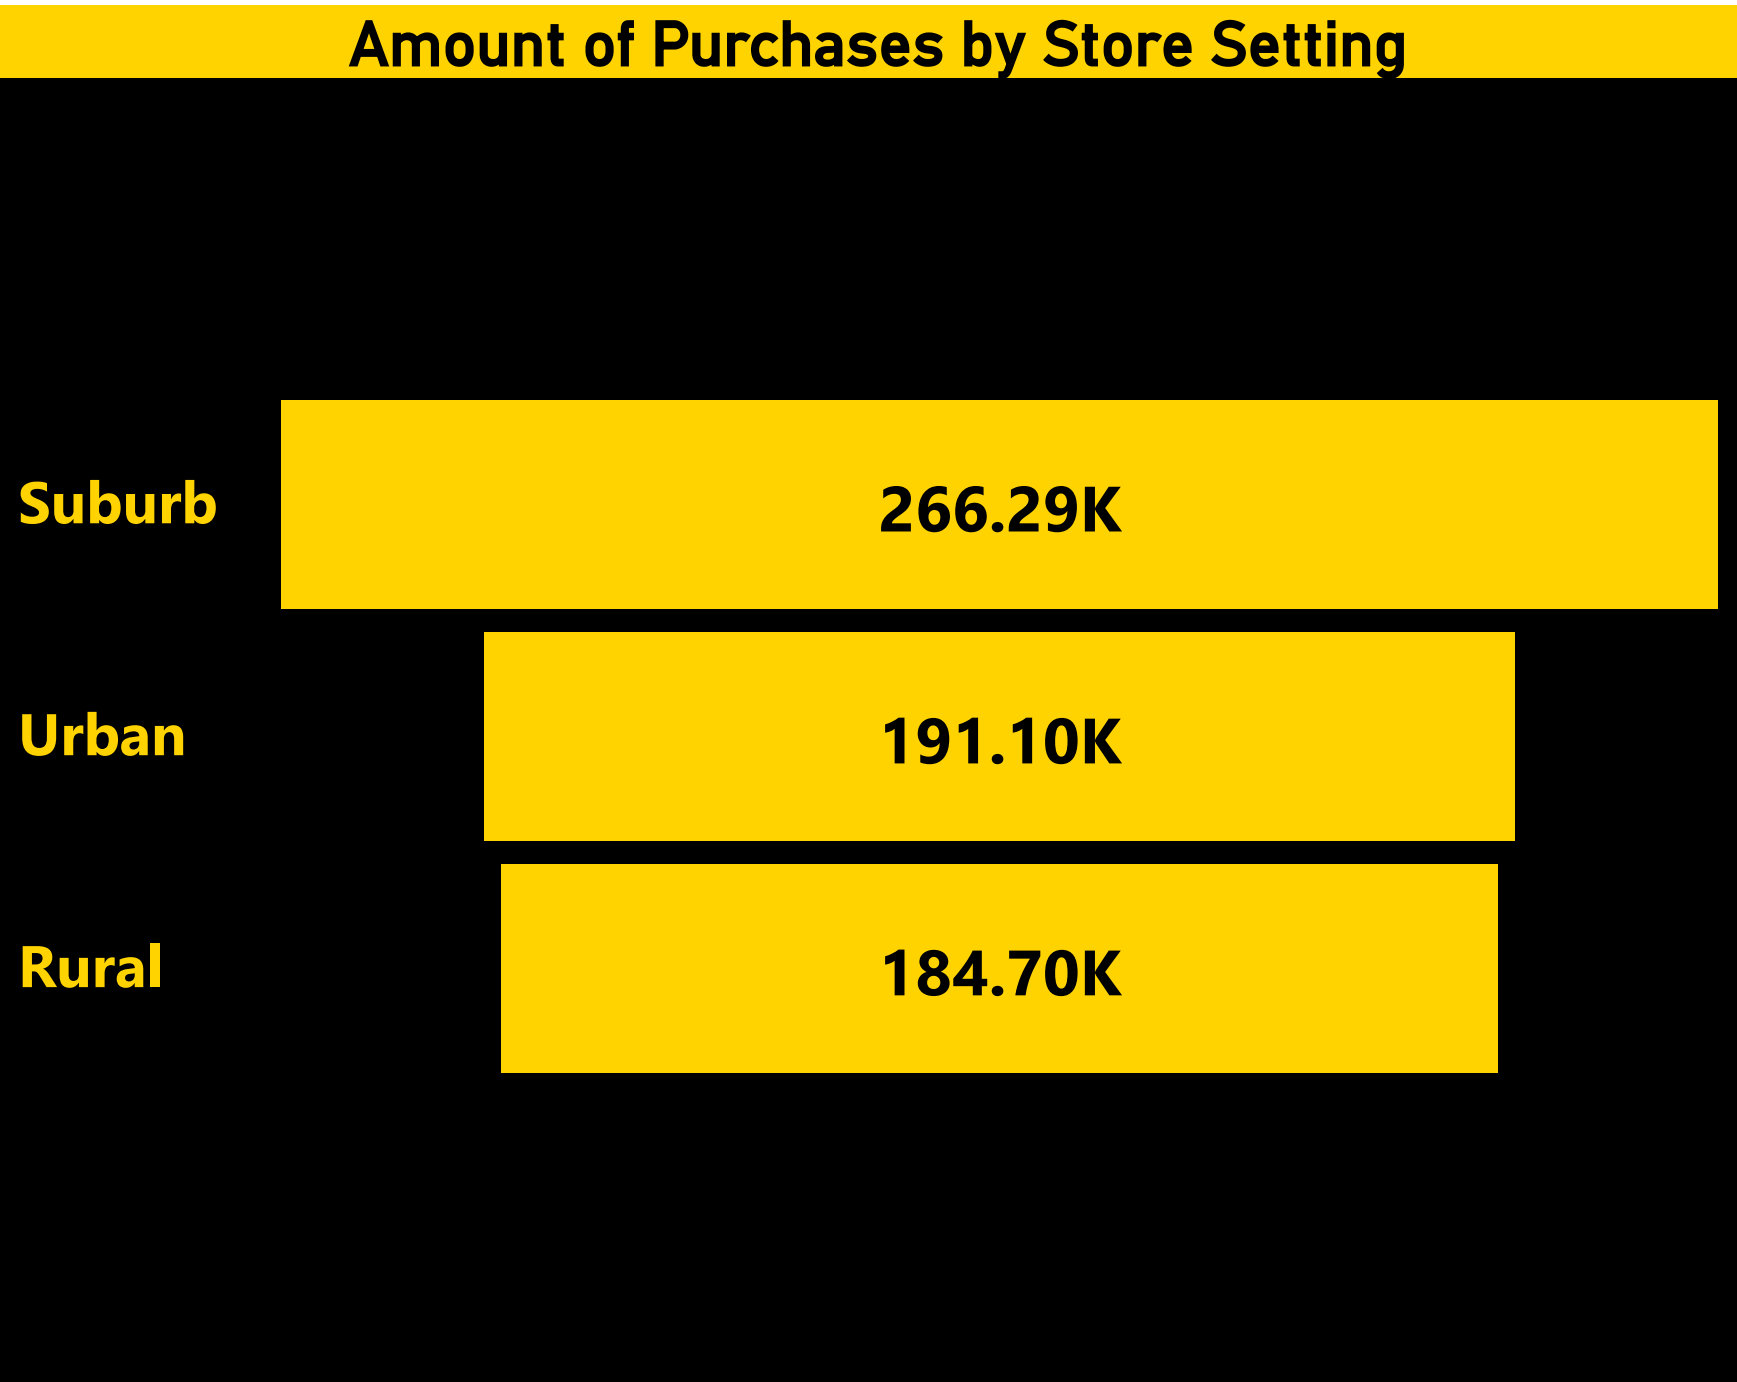 Amount of Purchases by Store Setting
Suburb
266.29K
Urban
191.10K
Rural
184.70K